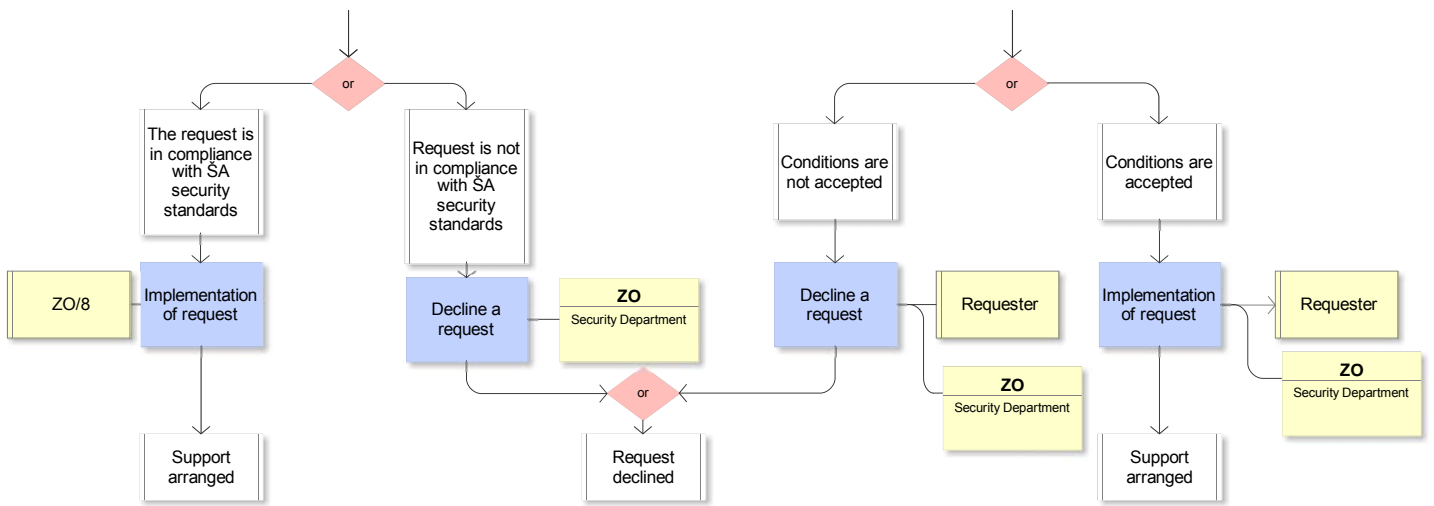 or
or
The request is
in compliance
with ŠA
security
standards
Request is not
in compliance
with ŠA
security
standards
Conditions are
not accepted
Conditions are
accepted
ZO/8
Implementation
of request
Decline a
request
ZO
Security Department
Decline a
request
Requester
Implementation
of request
Requester
ZO
Security Department
ZO
Security Department
or
Support
arranged
Request
declined
Support
arranged